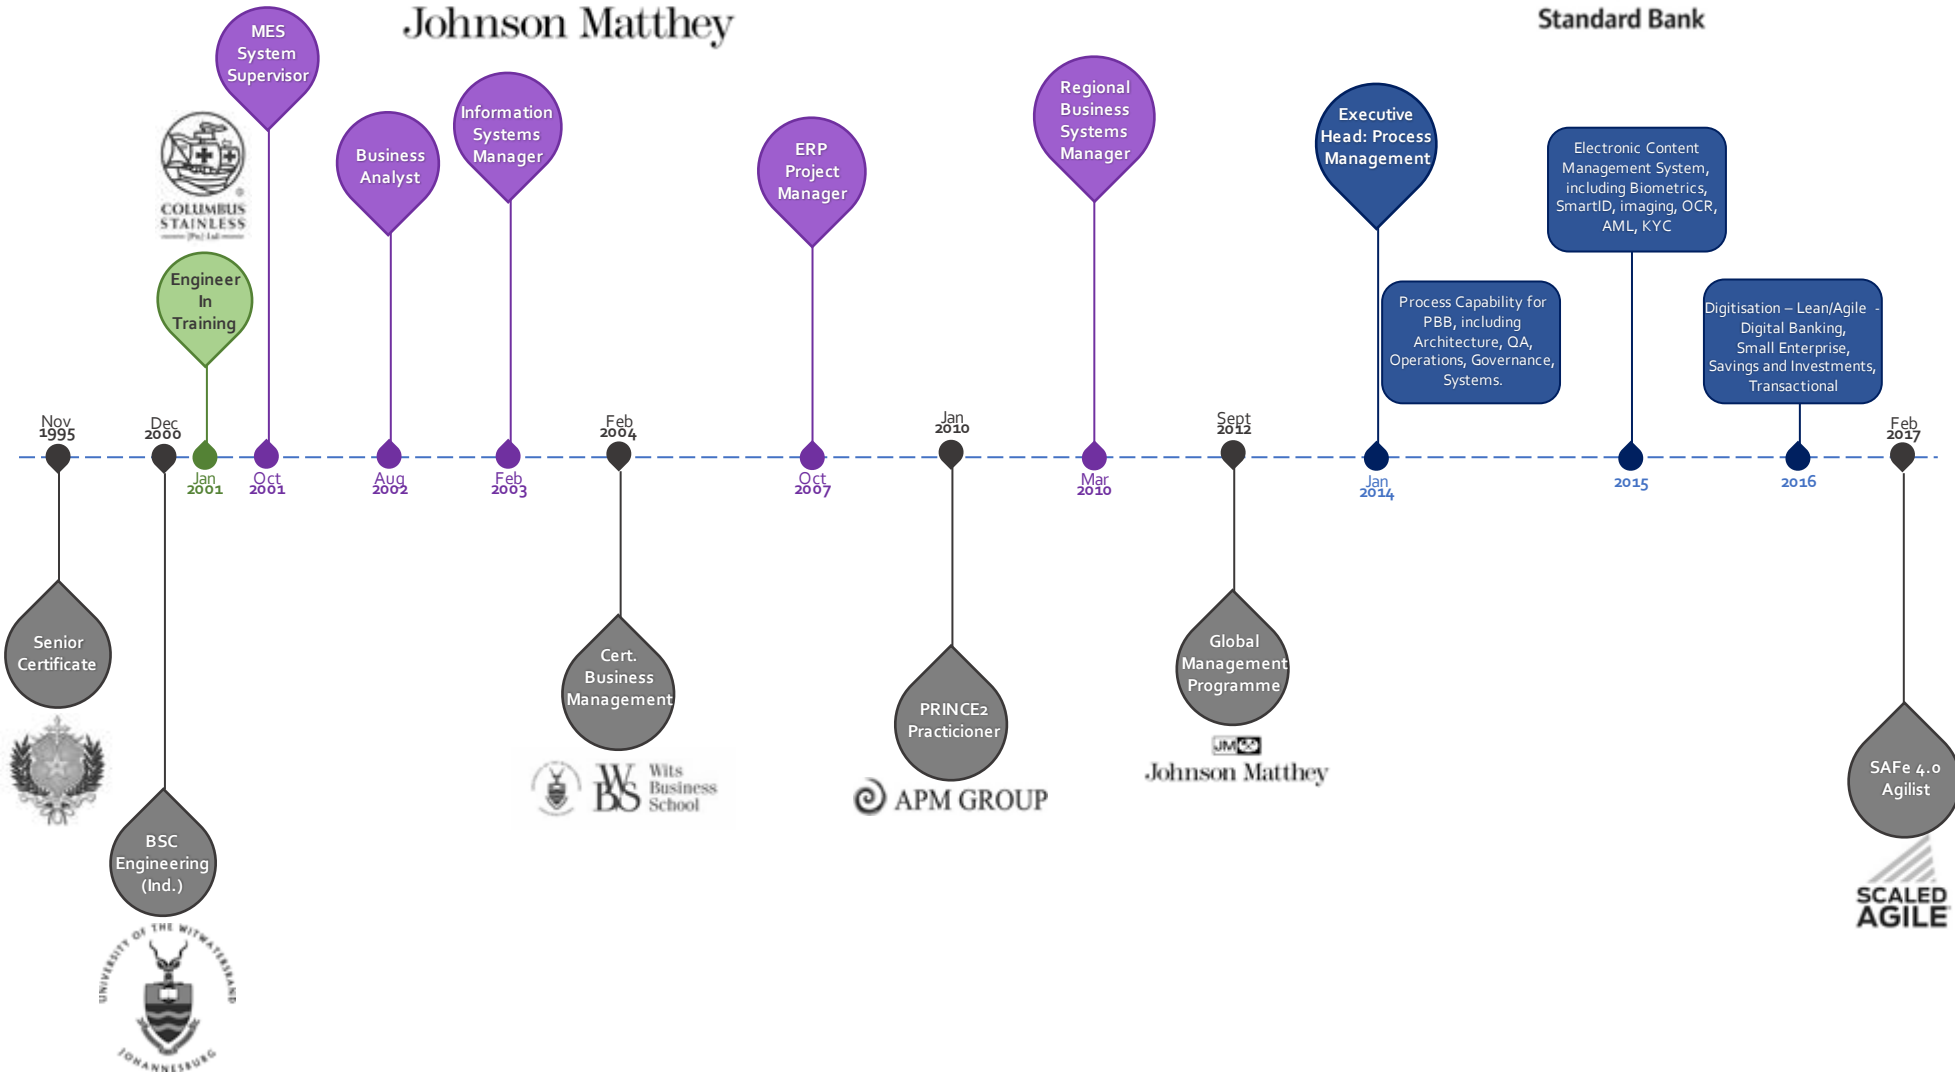 Johnson Matthey
Standard Bank
MES
System
Supervisor
Business
Analyst
Information
Systems
Manager
ERP
Project
Manager
Regional
Business
Systems
Manager
Executive
Head: Process
Management
Electronic Content
Management System,
including Biometrics,
SmartID, imaging, OCR,
AML, KYC
COLUMBUS
STAINLESS
(Pty) Ltd
Engineer
In
Training
Process Capability for
PBB, including
Architecture, QA,
Operations, Governance,
Systems.
Digitisation – Lean/Agile -
Digital Banking,
Small Enterprise,
Savings and Investments,
Transactional
Nov
1995
Dec
2000
Jan
2001
Oct
2001
Aug
2002
Feb
2003
Feb
2004
Oct
2007
Jan
2010
Mar
2010
Sept
2012
Jan
2014
2015
2016
Feb
2017
Senior
Certificate
BSC
Engineering
(Ind.)
UNIVERSITY OF THE WITWATERSRAND
JOHANNESBURG
Cert.
Business
Management
WBS
Wits
Business
School
PRINCE2
Practicioner
APM GROUP
Global
Management
Programme
JM
Johnson Matthey
SAFe 4.0
Agilist
SCALED
AGILE